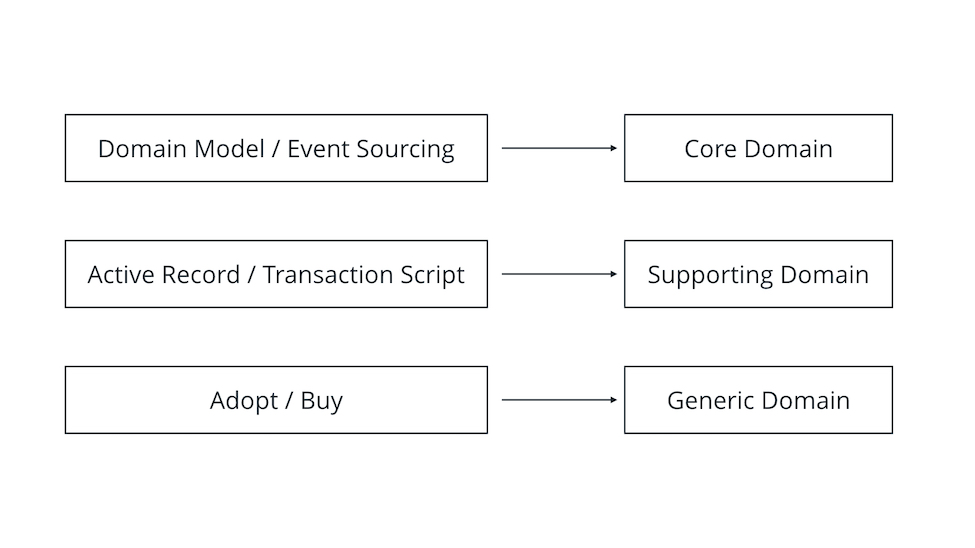 Domain Model / Event Sourcing
Core Domain
Active Record / Transaction Script
Supporting Domain
Adopt / Buy
Generic Domain